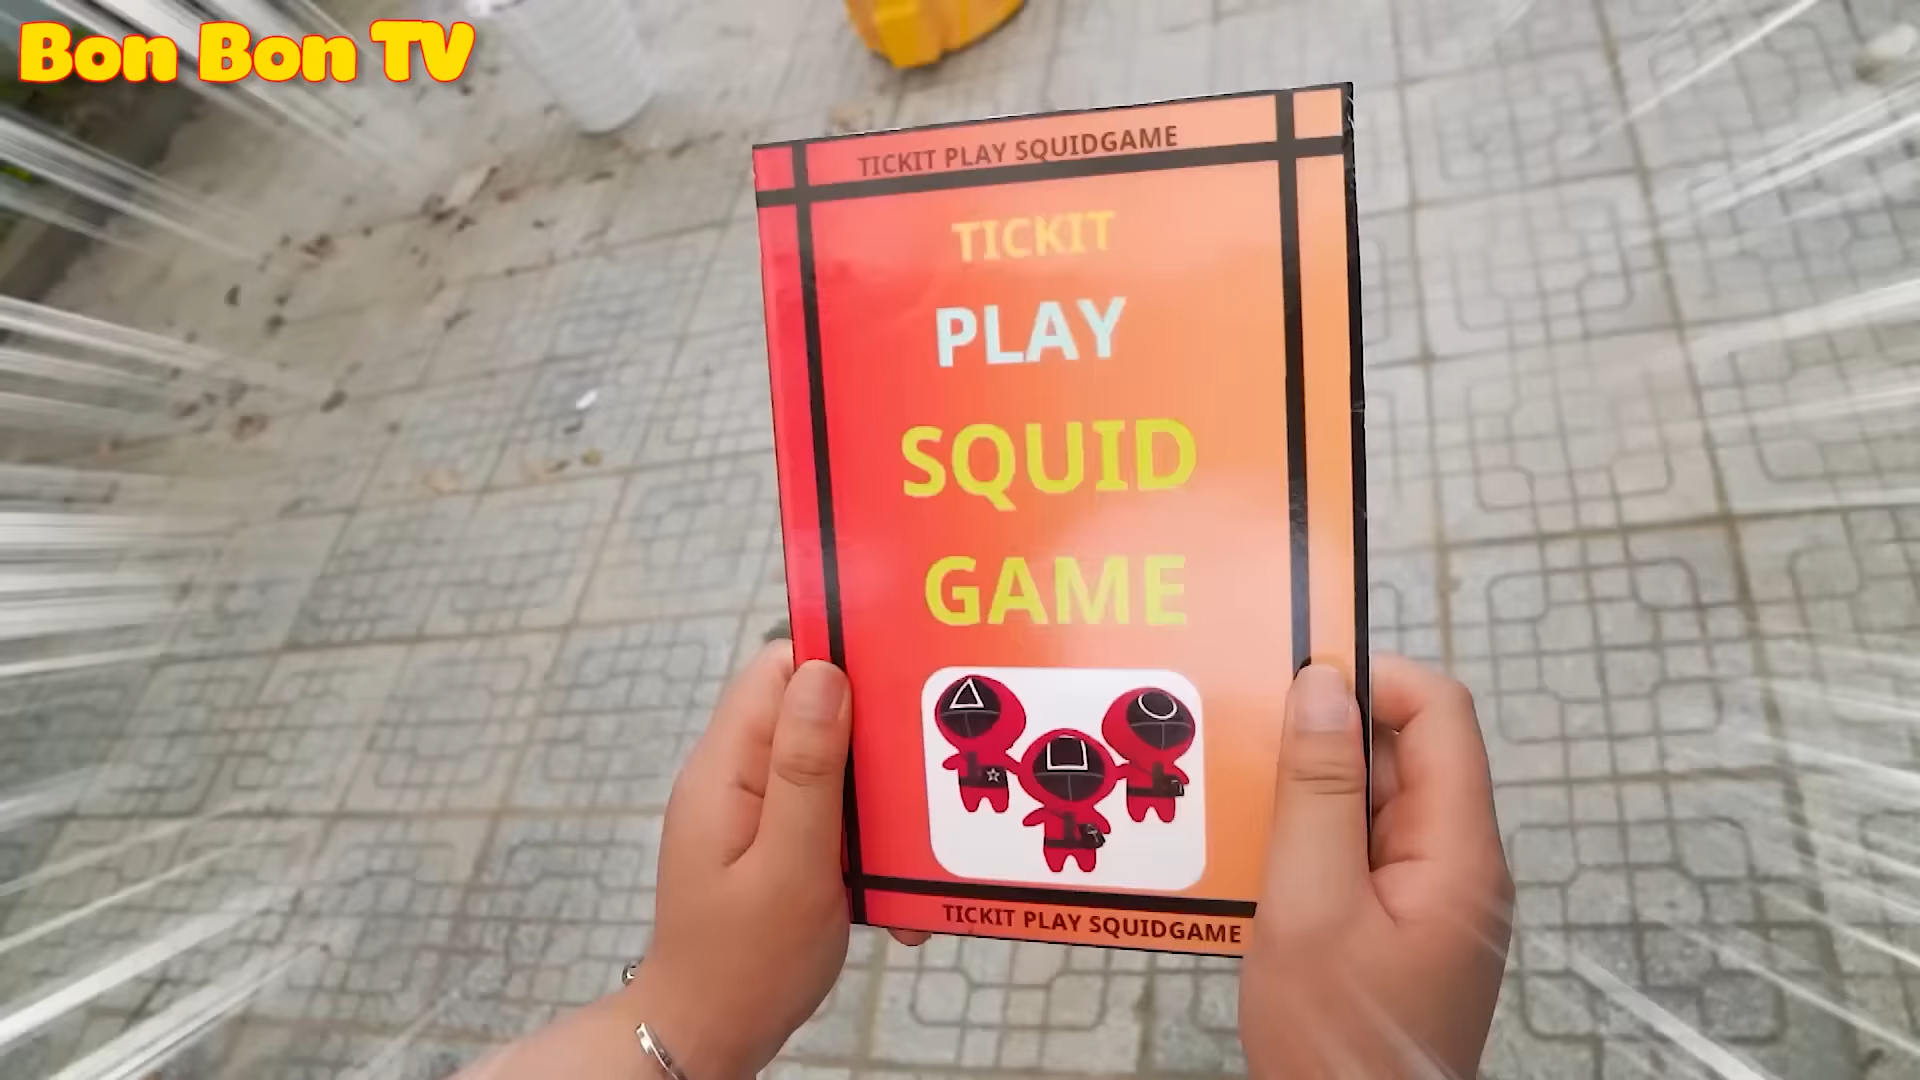 Bon Bon TV
TICKIT PLAY SQUIDGAME
TICKIT
PLAY
SQUID
GAME
TICKIT PLAY SQUIDGAME